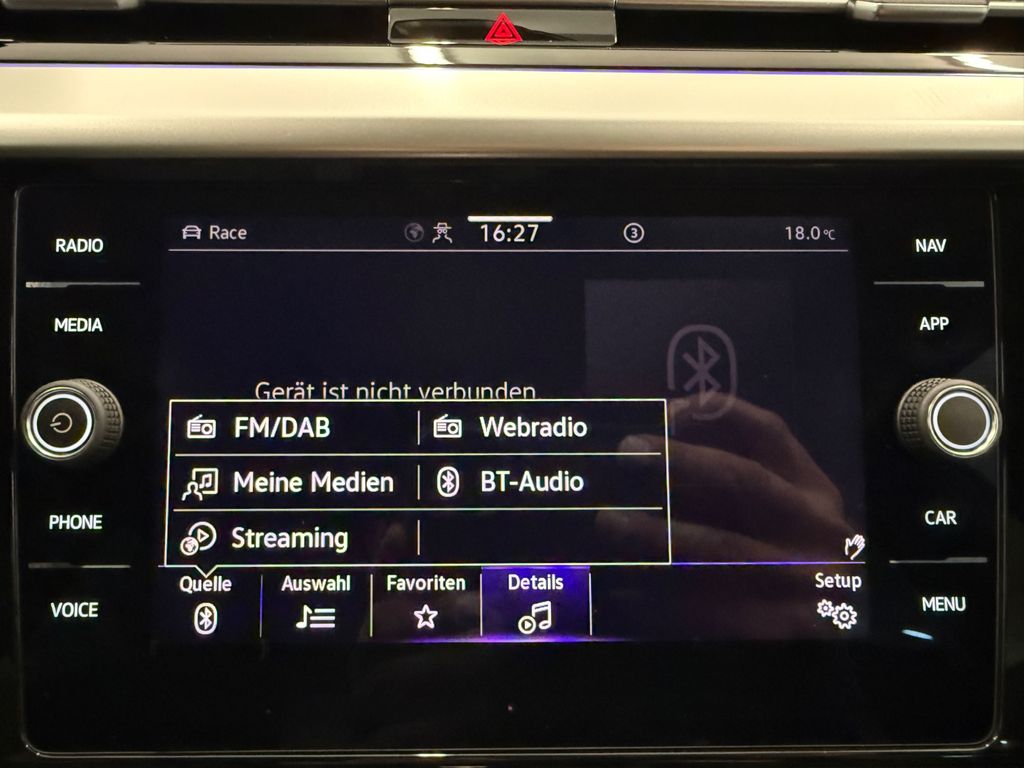 RADIO
MEDIA
PHONE
VOICE
Race
16:27
3
18.0°C
Gerät ist nicht verbunden.
FM/DAB
Webradio
Meine Medien
BT-Audio
Streaming
Quelle
Auswahl
Favoriten
Details
Setup
NAV
APP
CAR
MENU